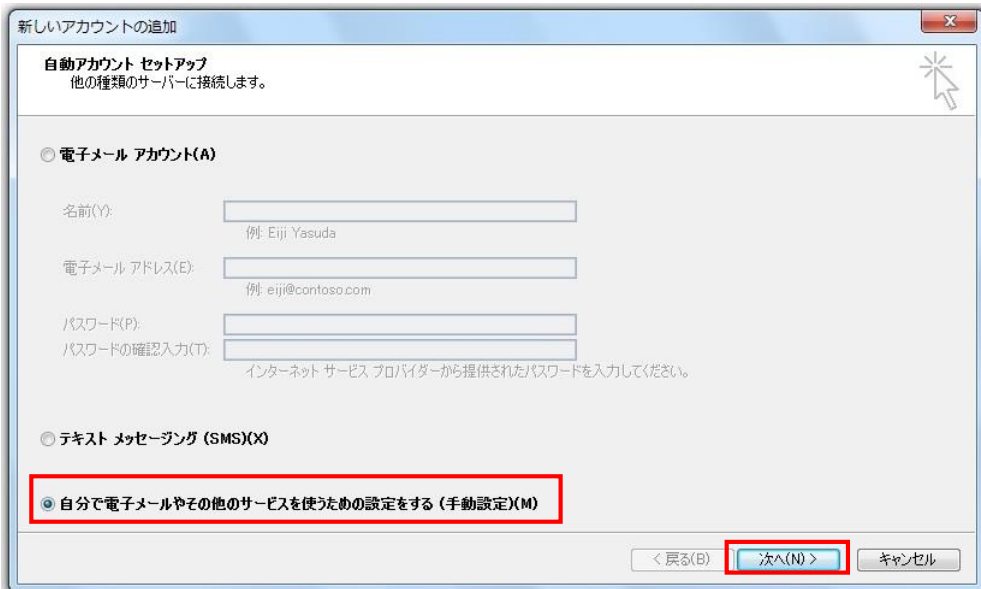 新しいアカウントの追加
自動アカウント セットアップ
他の種類のサーバーに接続します。
電子メール アカウント(A)
名前(Y):
例: Eiji Yasuda
電子メール アドレス(E):
例: eiji@contoso.com
パスワード(P):
パスワードの確認入力(T):
インターネット サービス プロバイダーから提供されたパスワードを入力してください。
テキスト メッセージング (SMS)(X)
自分で電子メールやその他のサービスを使うための設定をする (手動設定)(M)
< 戻る(B) 次へ(N) > キャンセル